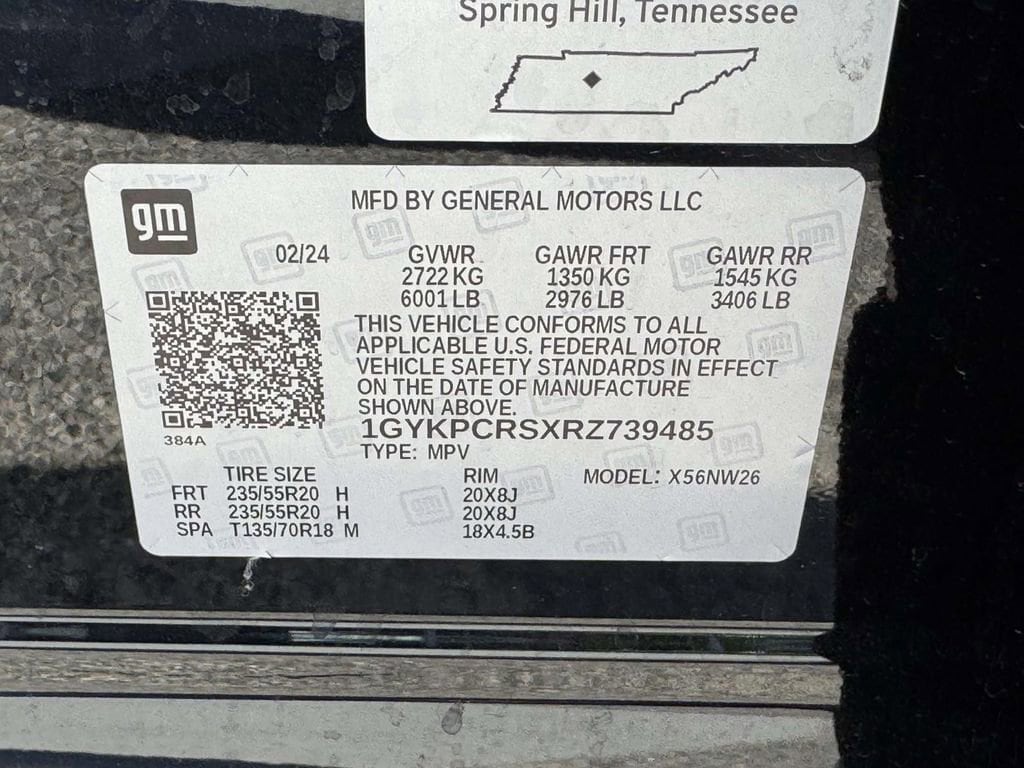 Spring Hill, Tennessee
gm
MFD BY GENERAL MOTORS LLC
02/24 GVWR GAWR FRT GAWR RR
2722 KG 1350 KG 1545 KG
6001 LB 2976 LB 3406 LB
THIS VEHICLE CONFORMS TO ALL
APPLICABLE U.S. FEDERAL MOTOR
VEHICLE SAFETY STANDARDS IN EFFECT
ON THE DATE OF MANUFACTURE
SHOWN ABOVE.
384A
1GYKPCRSXRZ739485
TYPE: MPV
TIRE SIZE RIM MODEL: X56NW26
FRT 235/55R20 H 20X8J
RR 235/55R20 H 20X8J
SPA T135/70R18 M 18X4.5B